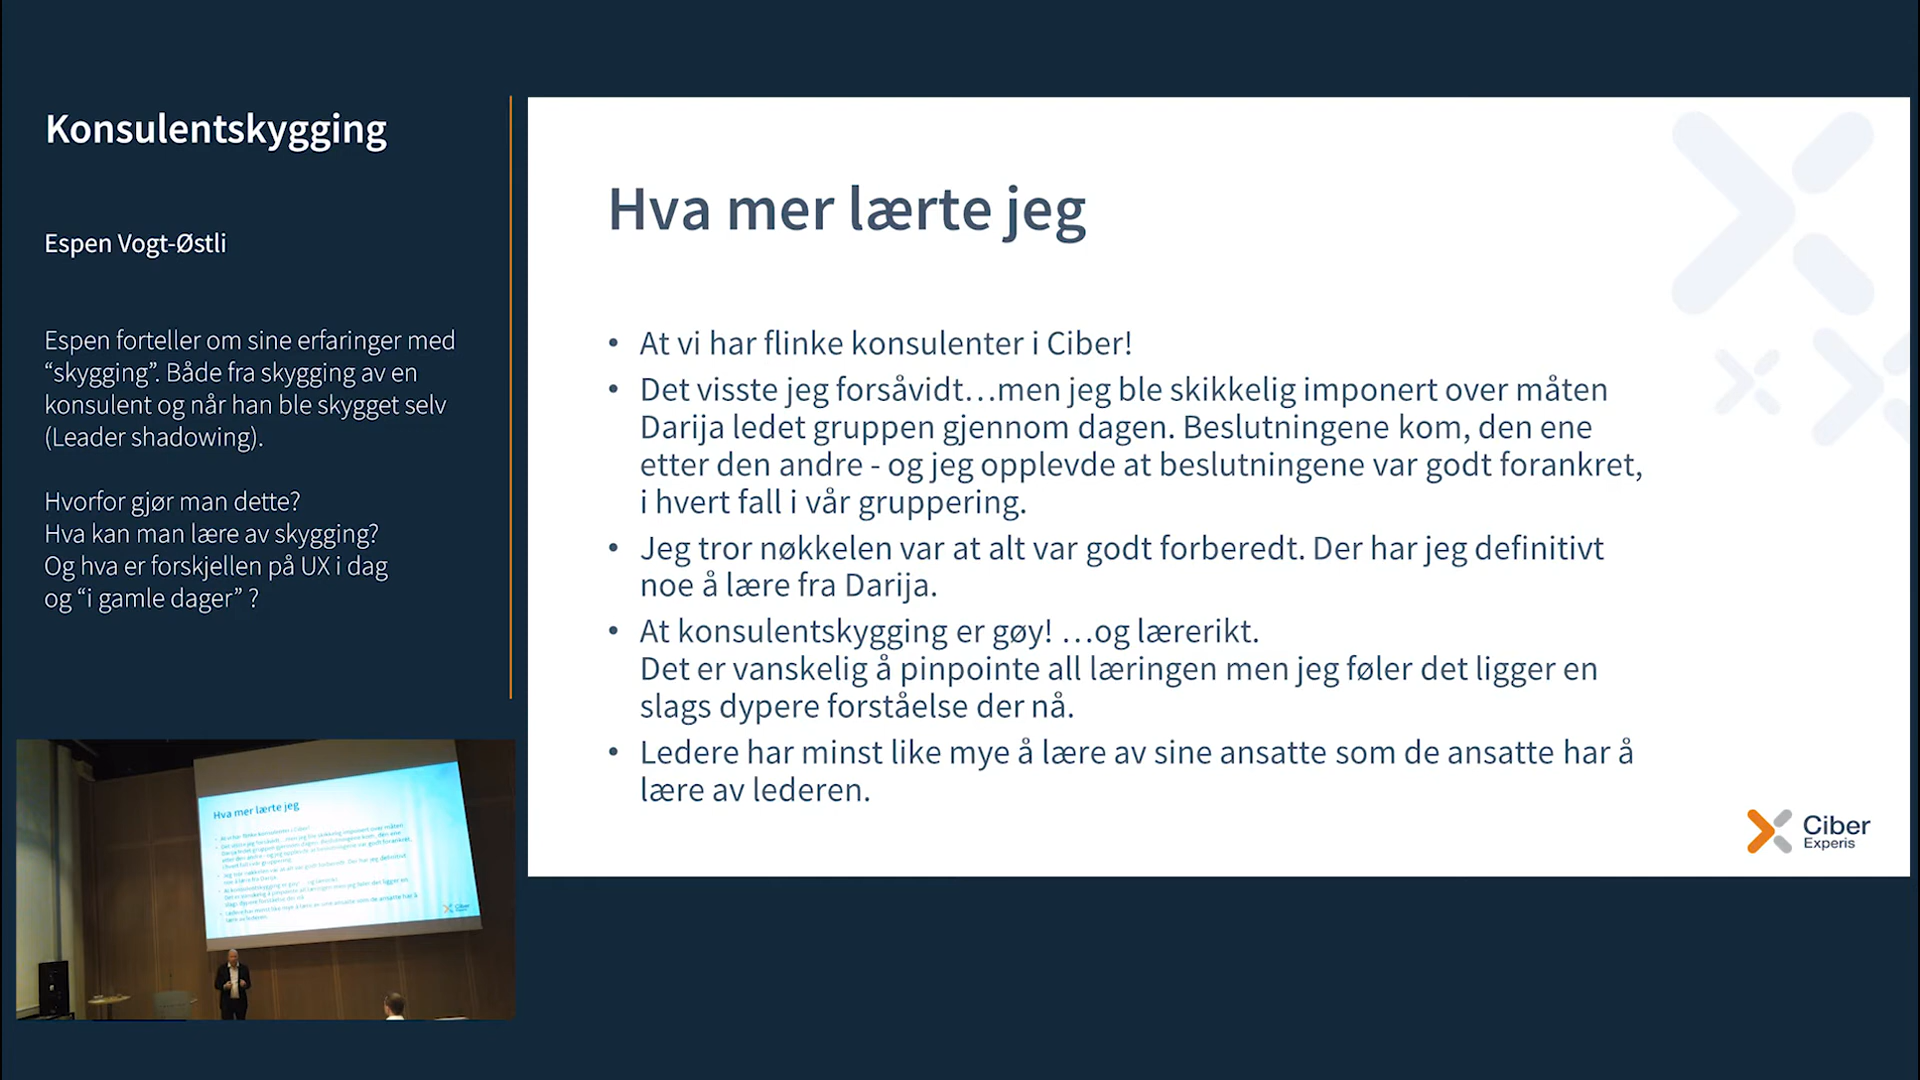 Konsulentskygging
Espen Vogt-Østli
Espen forteller om sine erfaringer med
“skygging”. Både fra skygging av en
konsulent og når han ble skygget selv
(Leader shadowing).
Hvorfor gjør man dette?
Hva kan man lære av skygging?
Og hva er forskjellen på UX i dag
og “i gamle dager” ?
Hva mer lærte jeg
• At vi har flinke konsulenter i Ciber!
• Det visste jeg forsåvidt…men jeg ble skikkelig imponert over måten
Darija ledet gruppen gjennom dagen. Beslutningene kom, den ene
etter den andre - og jeg opplevde at beslutningene var godt forankret,
i hvert fall i vår gruppering.
• Jeg tror nøkkelen var at alt var godt forberedt. Der har jeg definitivt
noe å lære fra Darija.
• At konsulentskygging er gøy! …og lærerikt.
Det er vanskelig å pinpointe all læringen men jeg føler det ligger en
slags dypere forståelse der nå.
• Ledere har minst like mye å lære av sine ansatte som de ansatte har å
lære av lederen.
Ciber
Experis
Hva mer lærte jeg